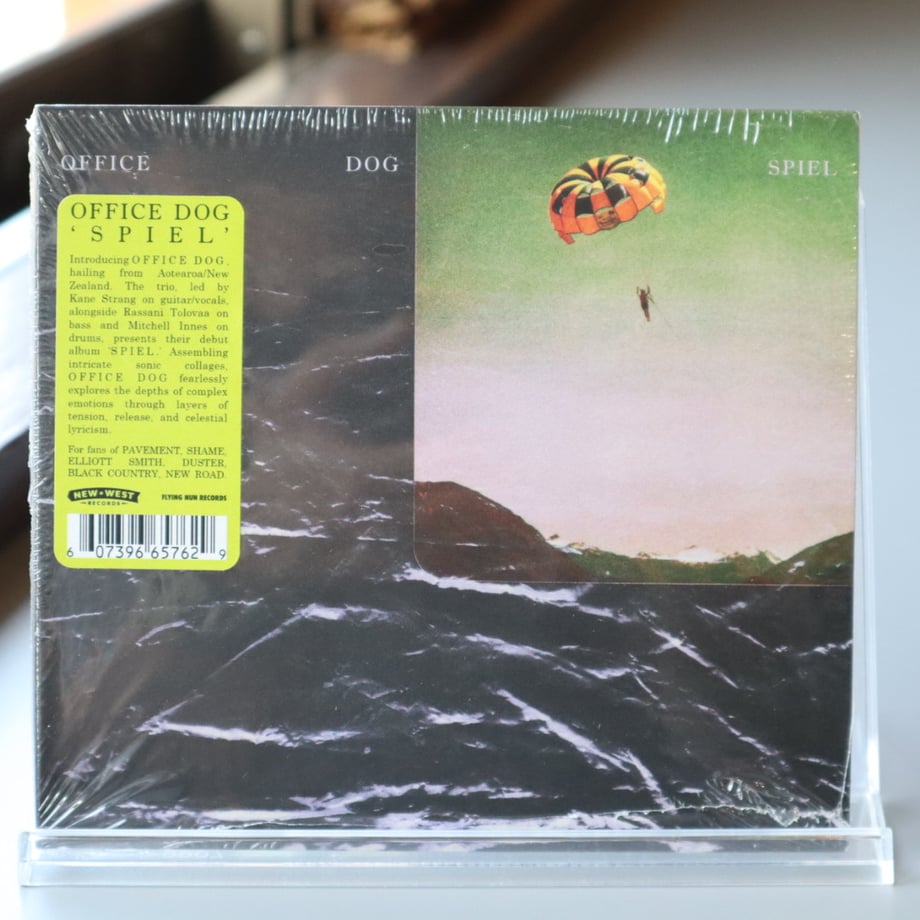 OFFICE DOG SPIEL
OFFICE DOG
'SPIEL'
Introducing OFFICE DOG,
hailing from Aotearoa/New
Zealand. The trio, led by
Kane Strang on guitar/vocals,
alongside Rassani Tolovaa on
bass and Mitchell Innes on
drums, presents their debut
album 'SPIEL.' Assembling
intricate sonic collages,
OFFICE DOG fearlessly
explores the depths of complex
emotions through layers of
tension, release, and celestial
lyricism.
For fans of PAVEMENT, SHAME,
ELLIOTT SMITH, DUSTER,
BLACK COUNTRY, NEW ROAD.
NEW WEST
RECORDS
FLYING NUN RECORDS
6 07396 65762 9